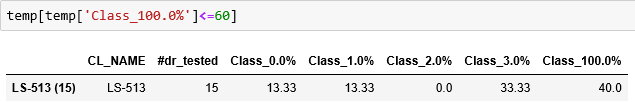 temp[temp['Class_100.0%']<=60]
CL_NAME #dr_tested Class_0.0% Class_1.0% Class_2.0% Class_3.0% Class_100.0%
LS-513 (15) LS-513 15 13.33 13.33 0.0 33.33 40.0